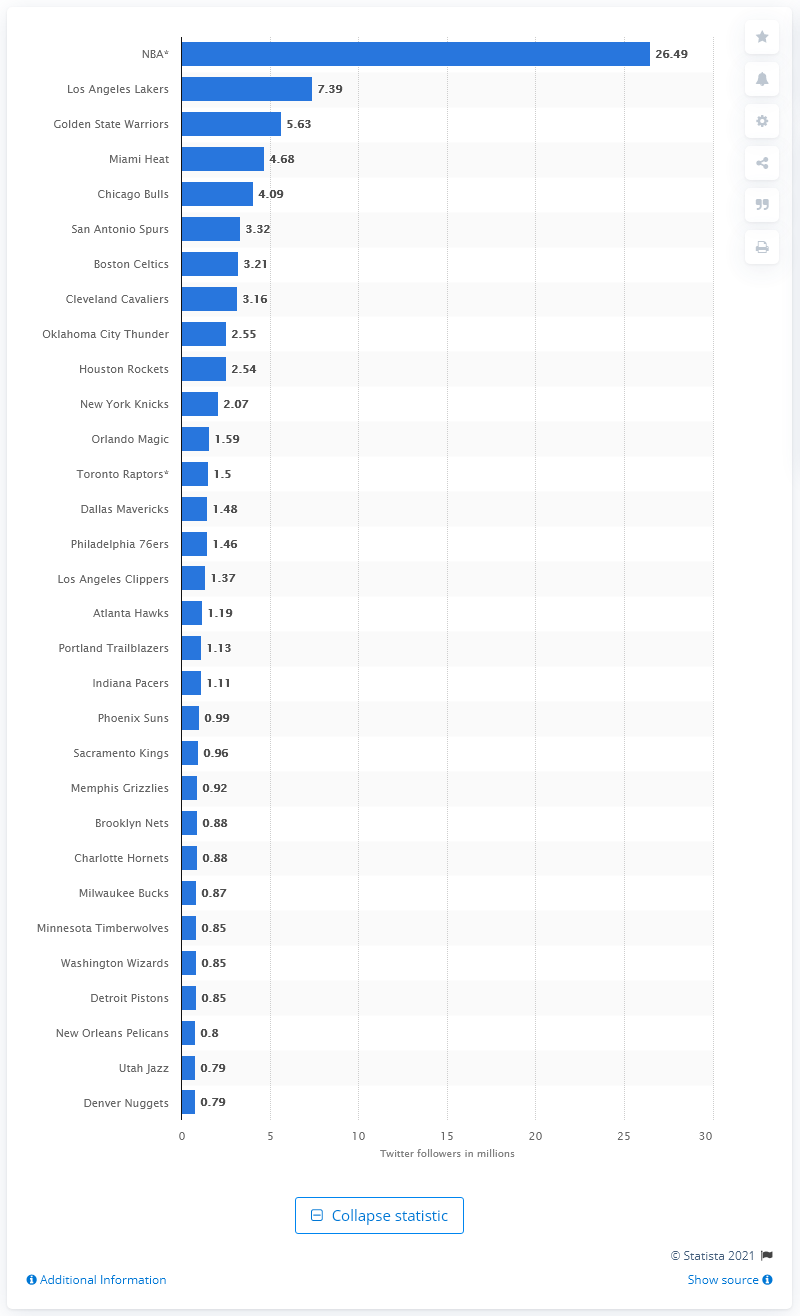 NBA* 26.49
Los Angeles Lakers 7.39
Golden State Warriors 5.63
Miami Heat 4.68
Chicago Bulls 4.09
San Antonio Spurs 3.32
Boston Celtics 3.21
Cleveland Cavaliers 3.16
Oklahoma City Thunder 2.55
Houston Rockets 2.54
New York Knicks 2.07
Orlando Magic 1.59
Toronto Raptors* 1.5
Dallas Mavericks 1.48
Philadelphia 76ers 1.46
Los Angeles Clippers 1.37
Atlanta Hawks 1.19
Portland Trailblazers 1.13
Indiana Pacers 1.11
Phoenix Suns 0.99
Sacramento Kings 0.96
Memphis Grizzlies 0.92
Brooklyn Nets 0.88
Charlotte Hornets 0.88
Milwaukee Bucks 0.87
Minnesota Timberwolves 0.85
Washington Wizards 0.85
Detroit Pistons 0.85
New Orleans Pelicans 0.8
Utah Jazz 0.79
Denver Nuggets 0.79
0 5 10 15 20 25 30
Twitter followers in millions
Collapse statistic
© Statista 2021
Additional Information Show source